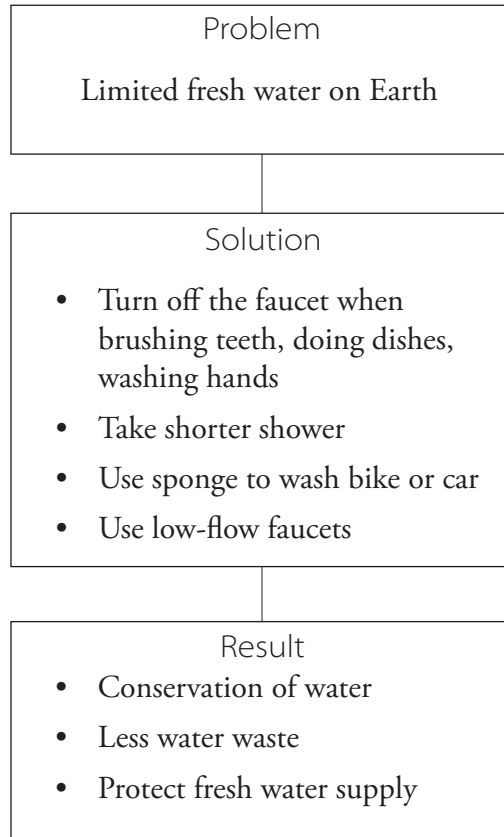 Problem
Limited fresh water on Earth
Solution
• Turn off the faucet when
brushing teeth, doing dishes,
washing hands
• Take shorter shower
• Use sponge to wash bike or car
• Use low-flow faucets
Result
• Conservation of water
• Less water waste
• Protect fresh water supply